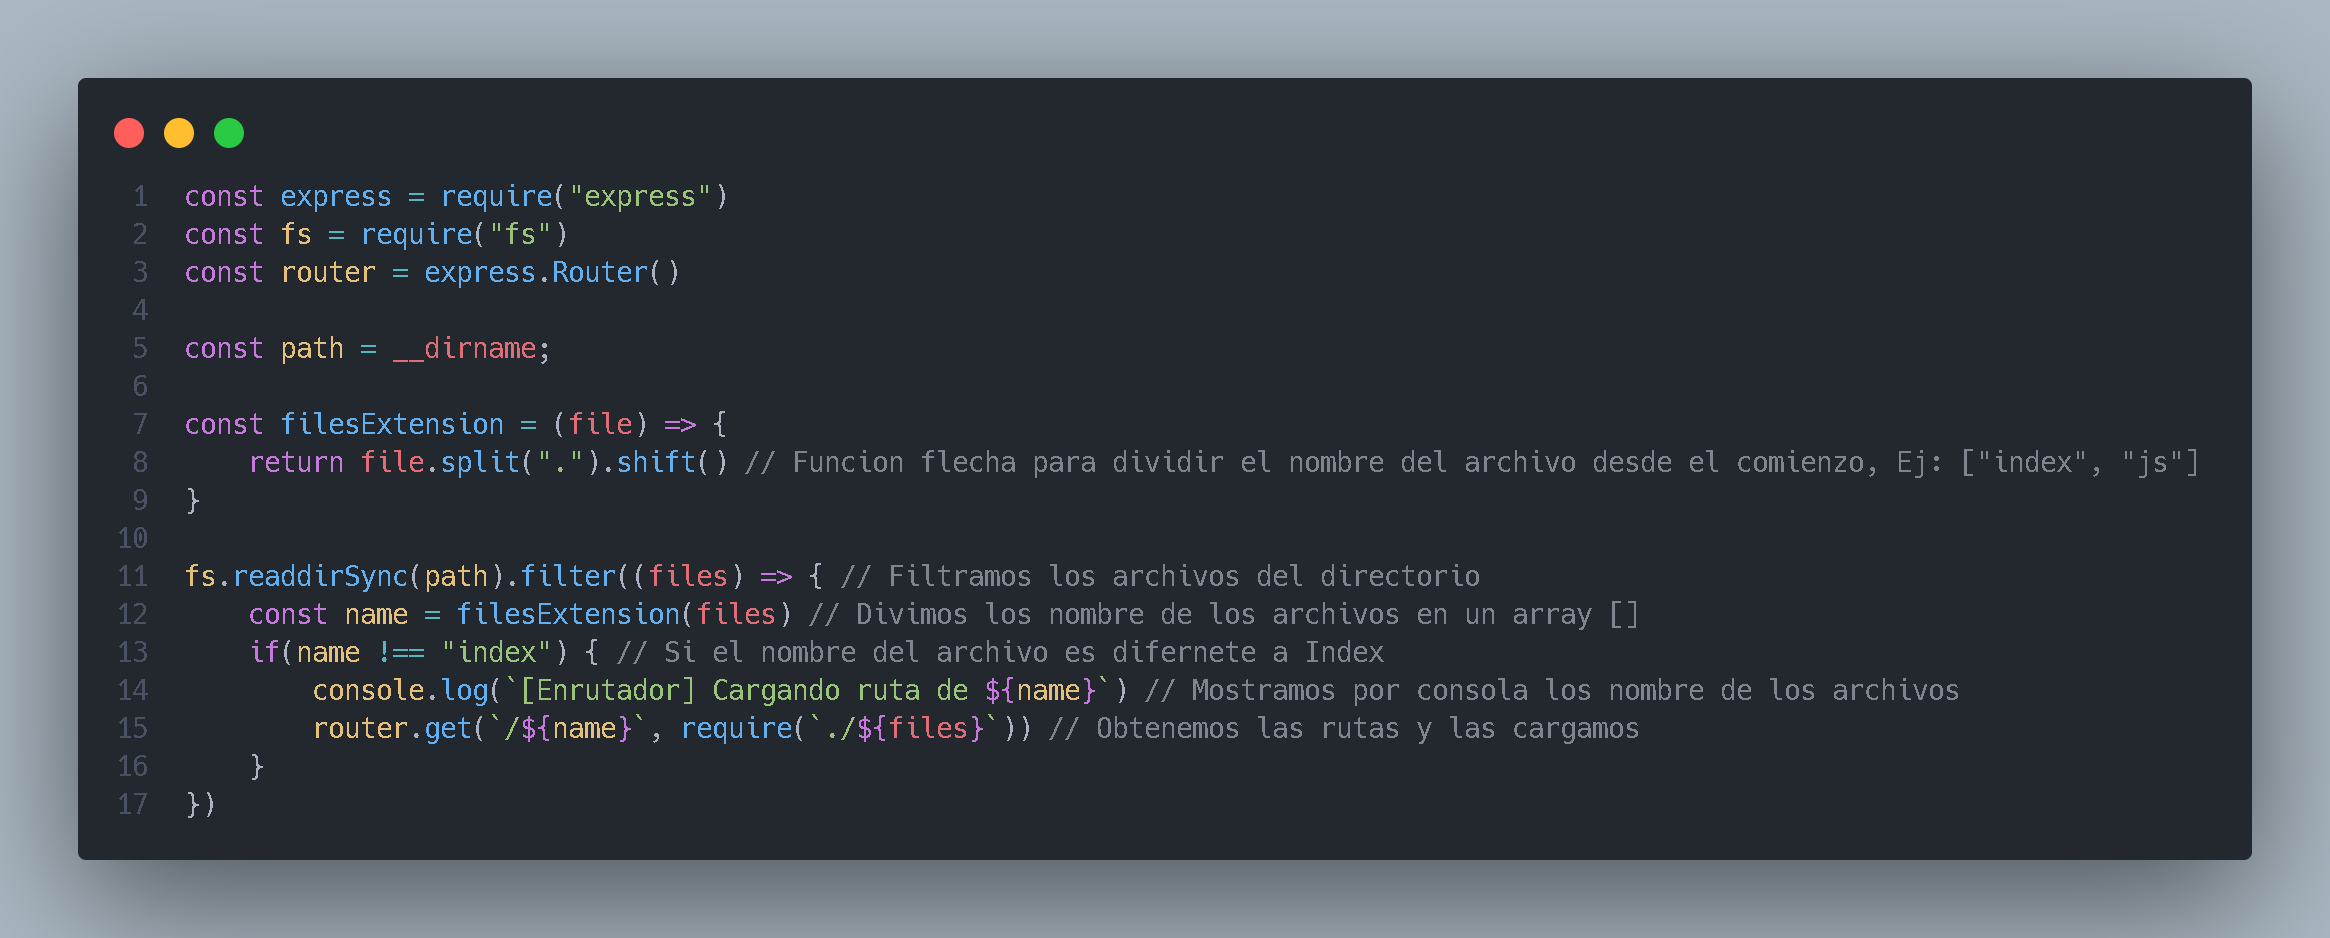 1 const express = require("express")
2 const fs = require("fs")
3 const router = express.Router()
4
5 const path = __dirname;
6
7 const filesExtension = (file) => {
8     return file.split(".").shift() // Funcion flecha para dividir el nombre del archivo desde el comienzo, Ej: ["index", "js"]
9 }
10
11 fs.readdirSync(path).filter((files) => { // Filtramos los archivos del directorio
12     const name = filesExtension(files) // Divimos los nombre de los archivos en un array []
13     if(name !== "index") { // Si el nombre del archivo es difernete a Index
14         console.log(`[Enrutador] Cargando ruta de ${name}`) // Mostramos por consola los nombre de los archivos
15         router.get(`/${name}`, require(`./${files}`)) // Obtenemos las rutas y las cargamos
16     }
17 })